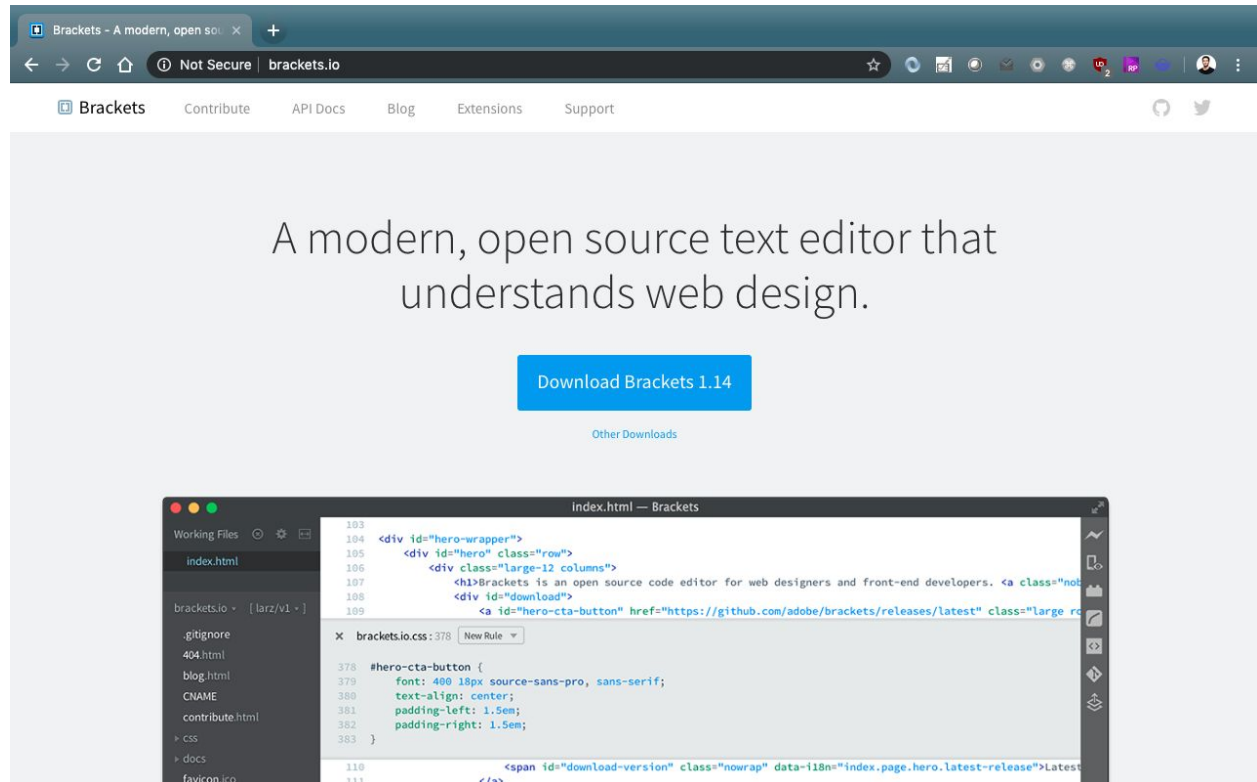 Brackets - A modern, open sou
Not Secure | brackets.io
Brackets Contribute API Docs Blog Extensions Support
A modern, open source text editor that
understands web design.
Download Brackets 1.14
Other Downloads
index.html — Brackets
Working Files
index.html
brackets.io [ larz/v1 ]
.gitignore
404.html
blog.html
CNAME
contribute.html
css
docs
favicon.ico
103
104 <div id="hero-wrapper">
105 <div id="hero" class="row">
106 <div class="large-12 columns">
107 <h1>Brackets is an open source code editor for web designers and front-end developers. <a class="nob
108 <div id="download">
109 <a id="hero-cta-button" href="https://github.com/adobe/brackets/releases/latest" class="large ro
brackets.io.css : 378 New Rule
378 #hero-cta-button {
379 font: 400 18px source-sans-pro, sans-serif;
380 text-align: center;
381 padding-left: 1.5em;
382 padding-right: 1.5em;
383 }
110 <span id="download-version" class="nowrap" data-i18n="index.page.hero.latest-release">Latest
111 </a>